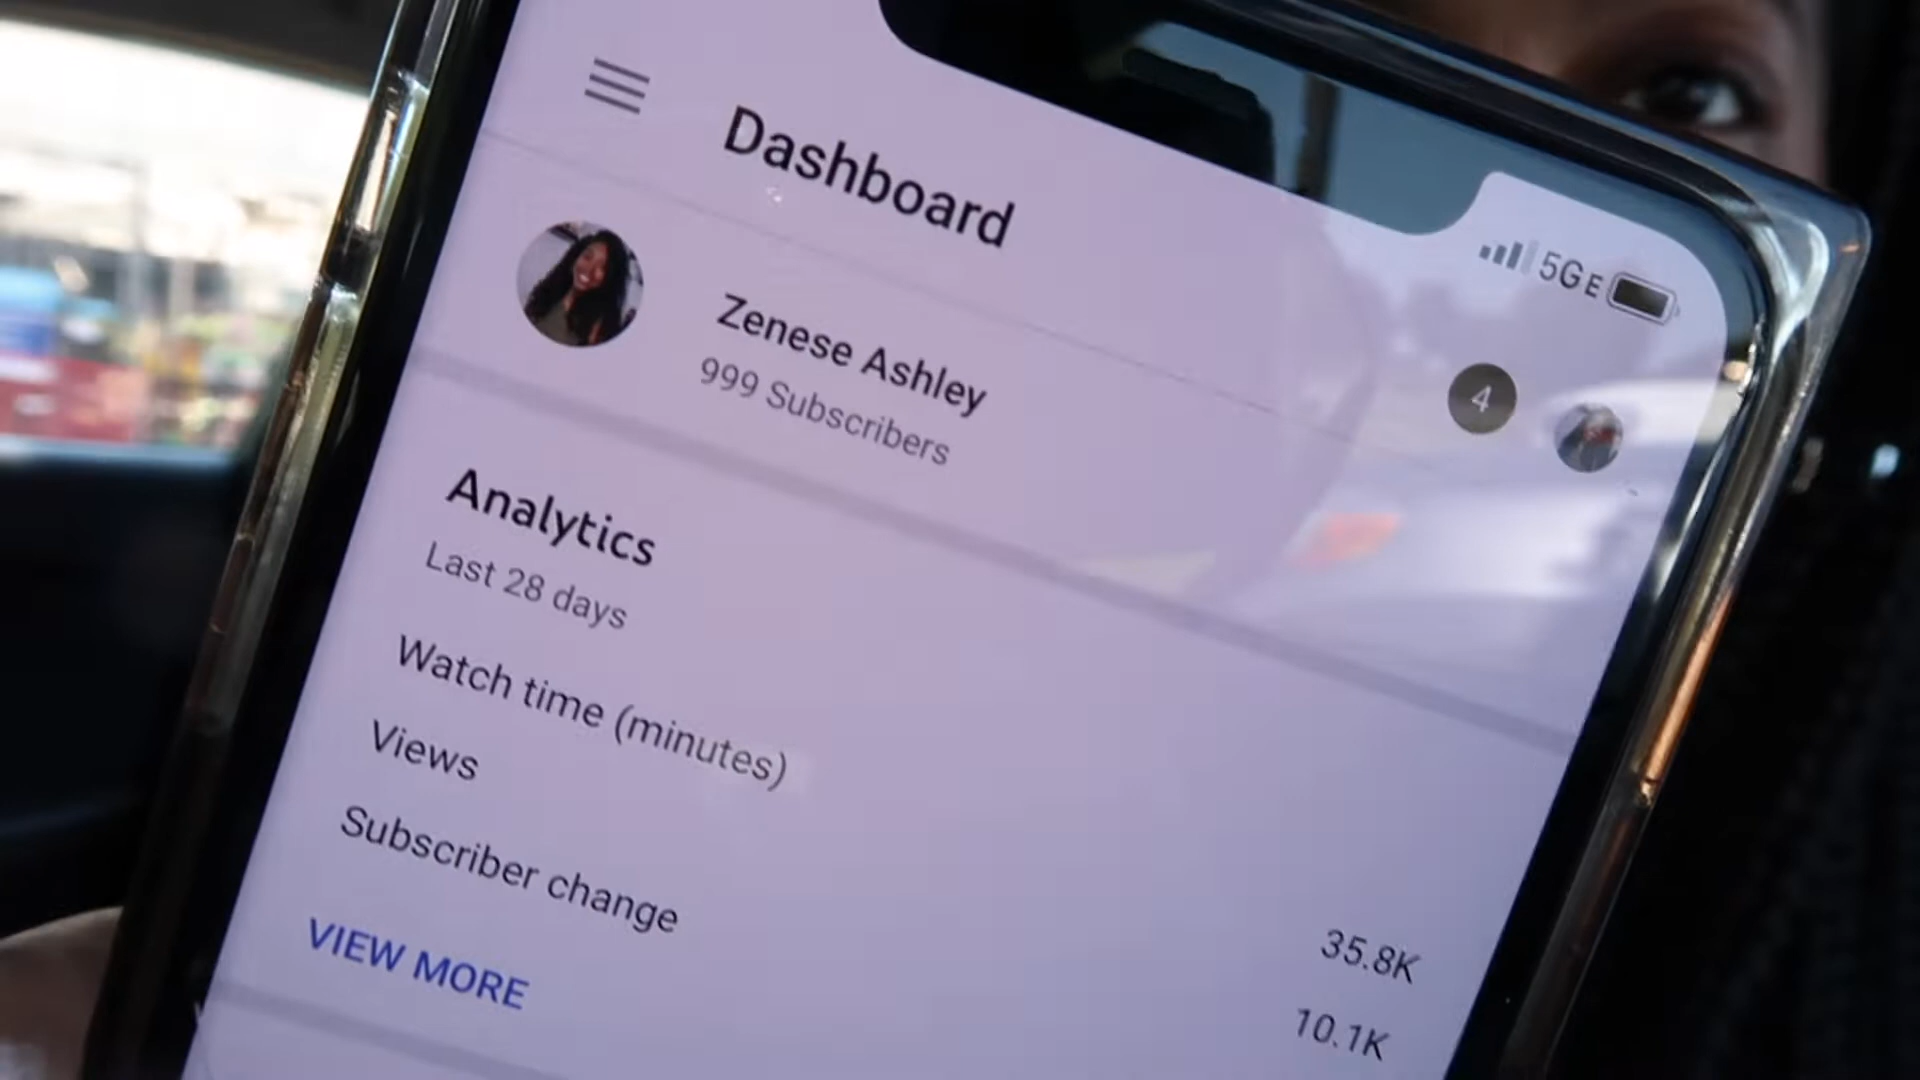 Dashboard
5GE
Zenese Ashley
999 Subscribers
4
Analytics
Last 28 days
Watch time (minutes) 35.8K
Views 10.1K
Subscriber change
VIEW MORE